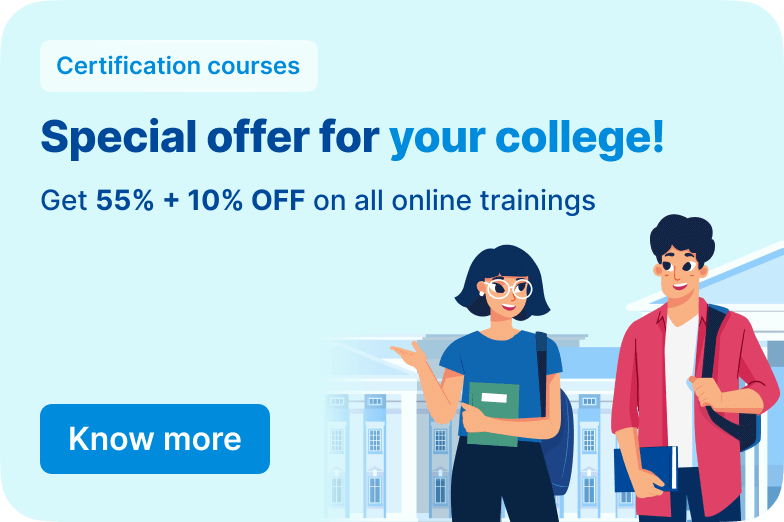 Certification courses
Special offer for your college!
Get 55% + 10% OFF on all online trainings
Know more